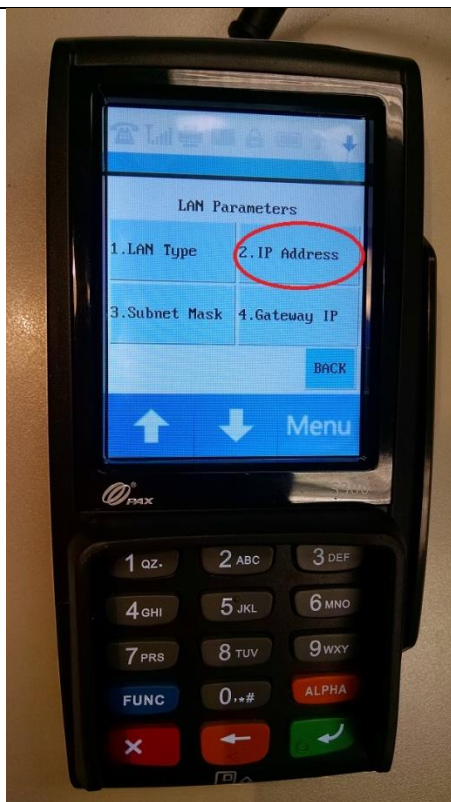 LAN Parameters
1.LAN Type 2.IP Address
3.Subnet Mask 4.Gateway IP
BACK
Menu
PAX S300
1 QZ. 2 ABC 3 DEF
4 GHI 5 JKL 6 MNO
7 PRS 8 TUV 9 WXY
FUNC 0,*# ALPHA